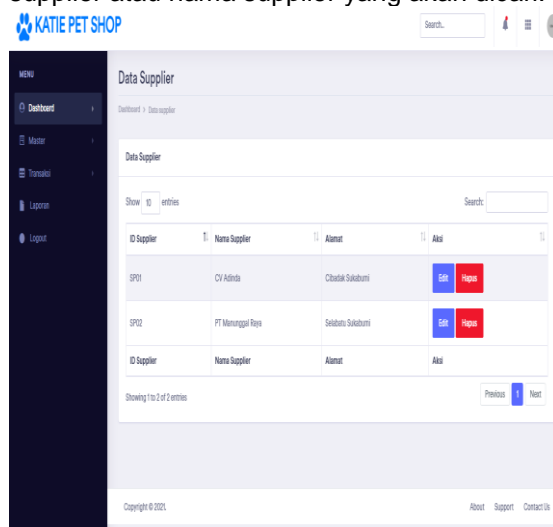 supplier atau nama supplier yang akan dicari.
KATIE PET SHOP
Search...
MENU
Dashboard
Master
Transaksi
Laporan
Logout
Data Supplier
Dashboard > Data supplier
Data Supplier
Show 10 entries
Search:
ID Supplier Nama Supplier Alamat Aksi
SP01 CV Adinda Cibadak Sukabumi Edit Hapus
SP02 PT Manunggal Raya Selabatu Sukabumi Edit Hapus
ID Supplier Nama Supplier Alamat Aksi
Showing 1 to 2 of 2 entries
Previous 1 Next
Copyright © 2021.
About Support Contact Us